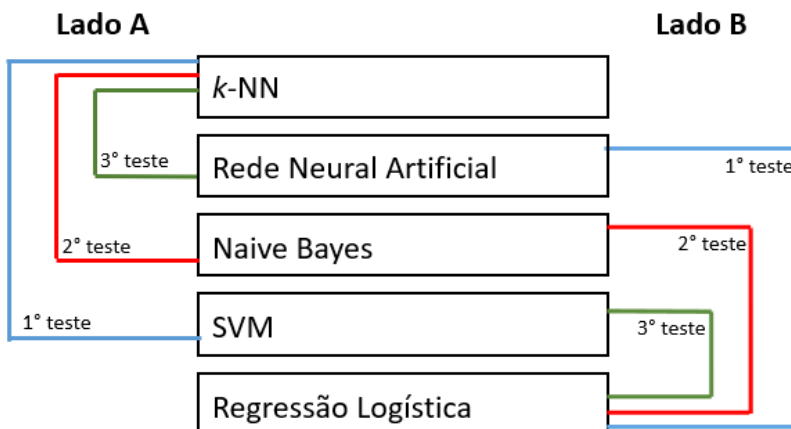 Lado A
Lado B
k-NN
3° teste
Rede Neural Artificial
1° teste
2° teste
Naive Bayes
2° teste
1° teste
SVM
3° teste
Regressão Logística